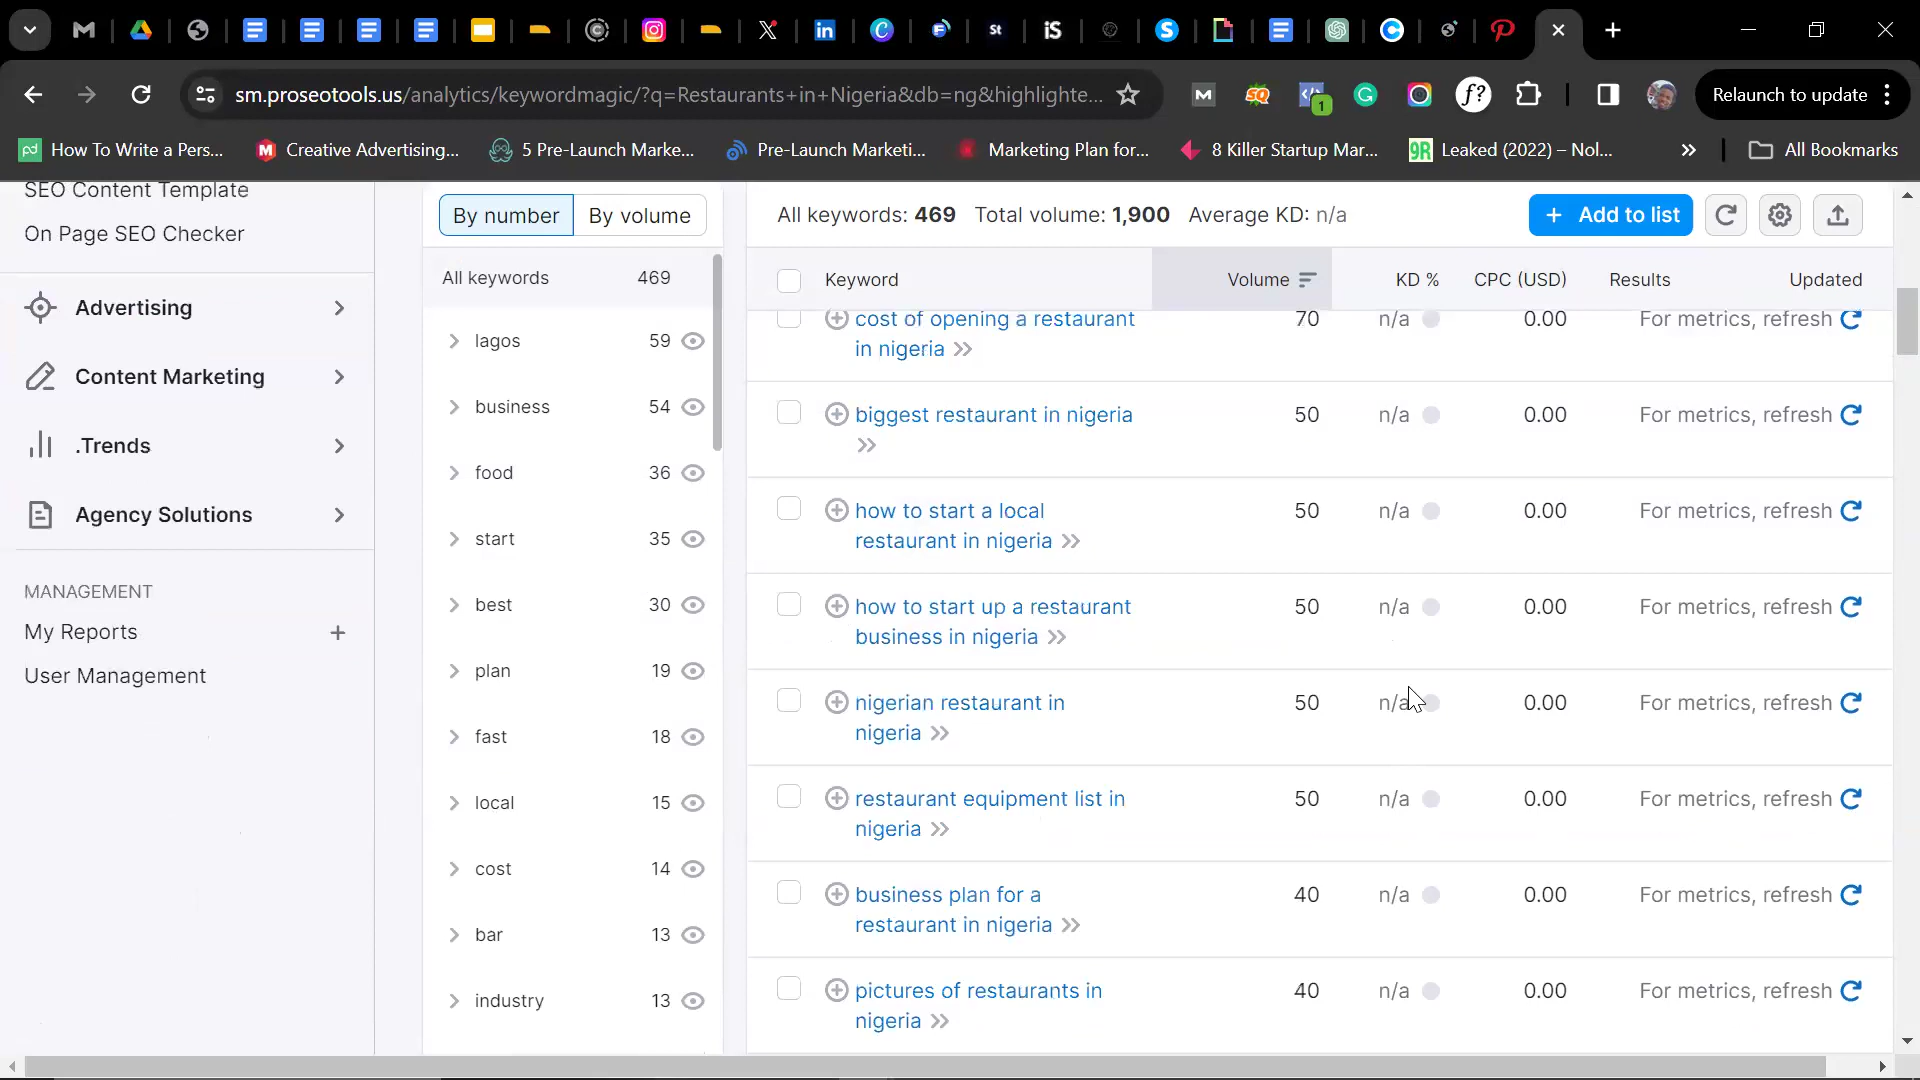 sm.proseotools.us/analytics/keywordmagic/?q=Restaurants+in+Nigeria&db=ng&highlighte...
1
f?
Relaunch to update
How To Write a Pers...
Creative Advertising...
5 Pre-Launch Marke...
Pre-Launch Marketi...
Marketing Plan for...
8 Killer Startup Mar...
Leaked (2022) – Nol...
All Bookmarks
SEO Content Template
On Page SEO Checker
Advertising
Content Marketing
.Trends
Agency Solutions
MANAGEMENT
My Reports
User Management
By number By volume
All keywords 469
lagos 59
business 54
food 36
start 35
best 30
plan 19
fast 18
local 15
cost 14
bar 13
industry 13
All keywords: 469 Total volume: 1,900 Average KD: n/a
+ Add to list
Keyword Volume KD % CPC (USD) Results Updated
cost of opening a restaurant 70 n/a 0.00 For metrics, refresh
in nigeria
biggest restaurant in nigeria 50 n/a 0.00 For metrics, refresh
how to start a local 50 n/a 0.00 For metrics, refresh
restaurant in nigeria
how to start up a restaurant 50 n/a 0.00 For metrics, refresh
business in nigeria
nigerian restaurant in 50 n/a 0.00 For metrics, refresh
nigeria
restaurant equipment list in 50 n/a 0.00 For metrics, refresh
nigeria
business plan for a 40 n/a 0.00 For metrics, refresh
restaurant in nigeria
pictures of restaurants in 40 n/a 0.00 For metrics, refresh
nigeria